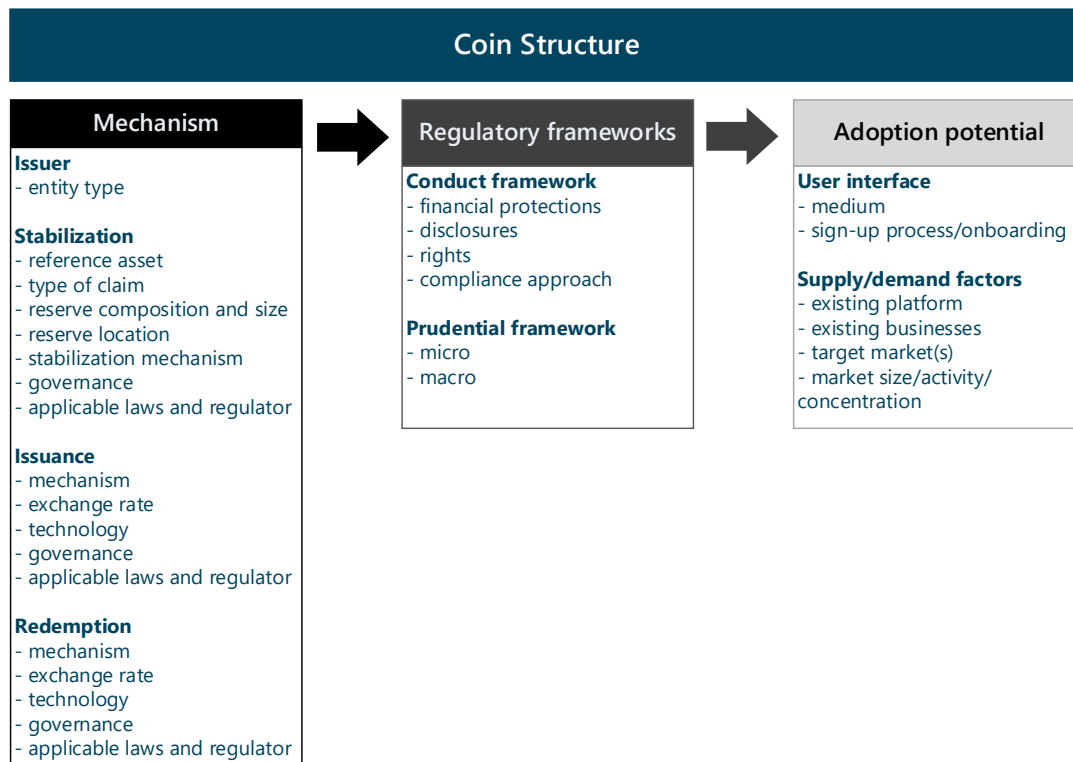 Coin Structure
Mechanism
Issuer
- entity type
Stabilization
- reference asset
- type of claim
- reserve composition and size
- reserve location
- stabilization mechanism
- governance
- applicable laws and regulator
Issuance
- mechanism
- exchange rate
- technology
- governance
- applicable laws and regulator
Redemption
- mechanism
- exchange rate
- technology
- governance
- applicable laws and regulator
Regulatory frameworks
Conduct framework
- financial protections
- disclosures
- rights
- compliance approach
Prudential framework
- micro
- macro
Adoption potential
User interface
- medium
- sign-up process/onboarding
Supply/demand factors
- existing platform
- existing businesses
- target market(s)
- market size/activity/
concentration